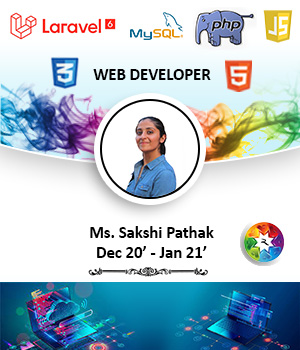 Laravel 6
MySQL
php
JS
3
WEB DEVELOPER
5
Ms. Sakshi Pathak
Dec 20’ - Jan 21’